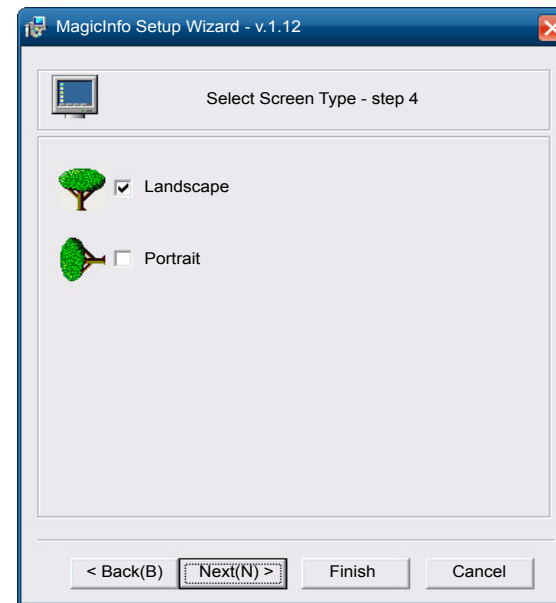 MagicInfo Setup Wizard - v.1.12
Select Screen Type - step 4
Landscape
Portrait
< Back(B) Next(N) > Finish Cancel